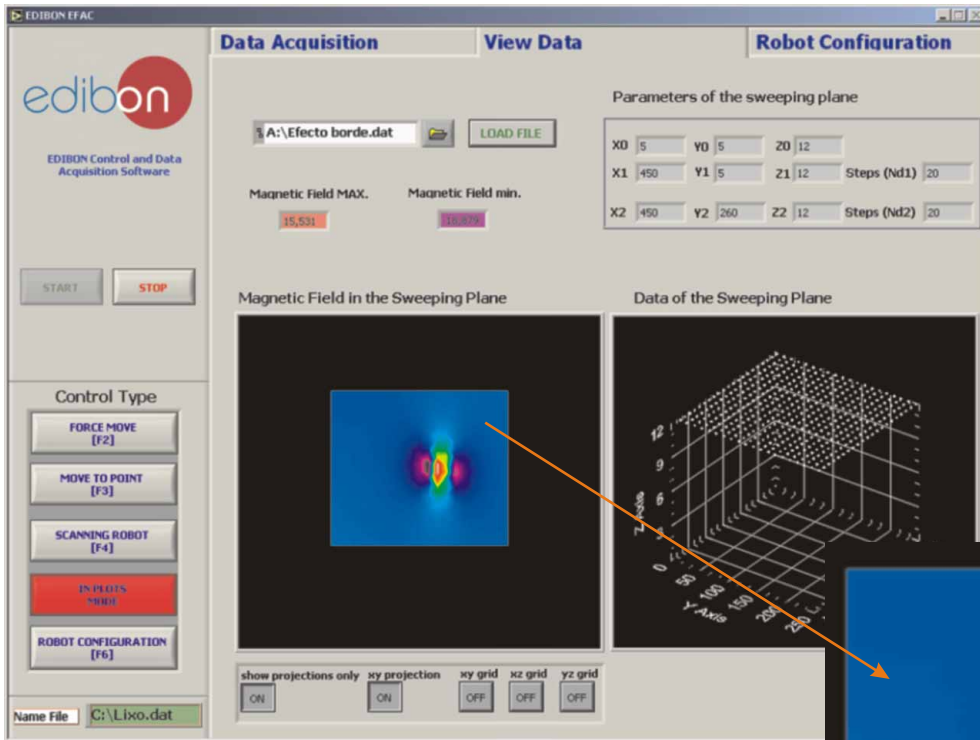 EDIBON EFAC
edibon
EDIBON Control and Data
Acquisition Software
START STOP
Control Type
FORCE MOVE
[F2]
MOVE TO POINT
[F3]
SCANNING ROBOT
[F4]
IN PLOTS
MODE
ROBOT CONFIGURATION
[F6]
Name File C:\Lixo.dat
Data Acquisition View Data Robot Configuration
A:\Efecto borde.dat LOAD FILE
Magnetic Field MAX. Magnetic Field min.
15,531
Parameters of the sweeping plane
X0 5 Y0 5 Z0 12
X1 450 Y1 5 Z1 12 Steps (Nd1) 20
X2 450 Y2 260 Z2 12 Steps (Nd2) 20
Magnetic Field in the Sweeping Plane
Data of the Sweeping Plane
12
9
6
3
Z Axis
0 50 100 150 200 250
Y Axis
show projections only xy projection xy grid xz grid yz grid
ON ON OFF OFF OFF